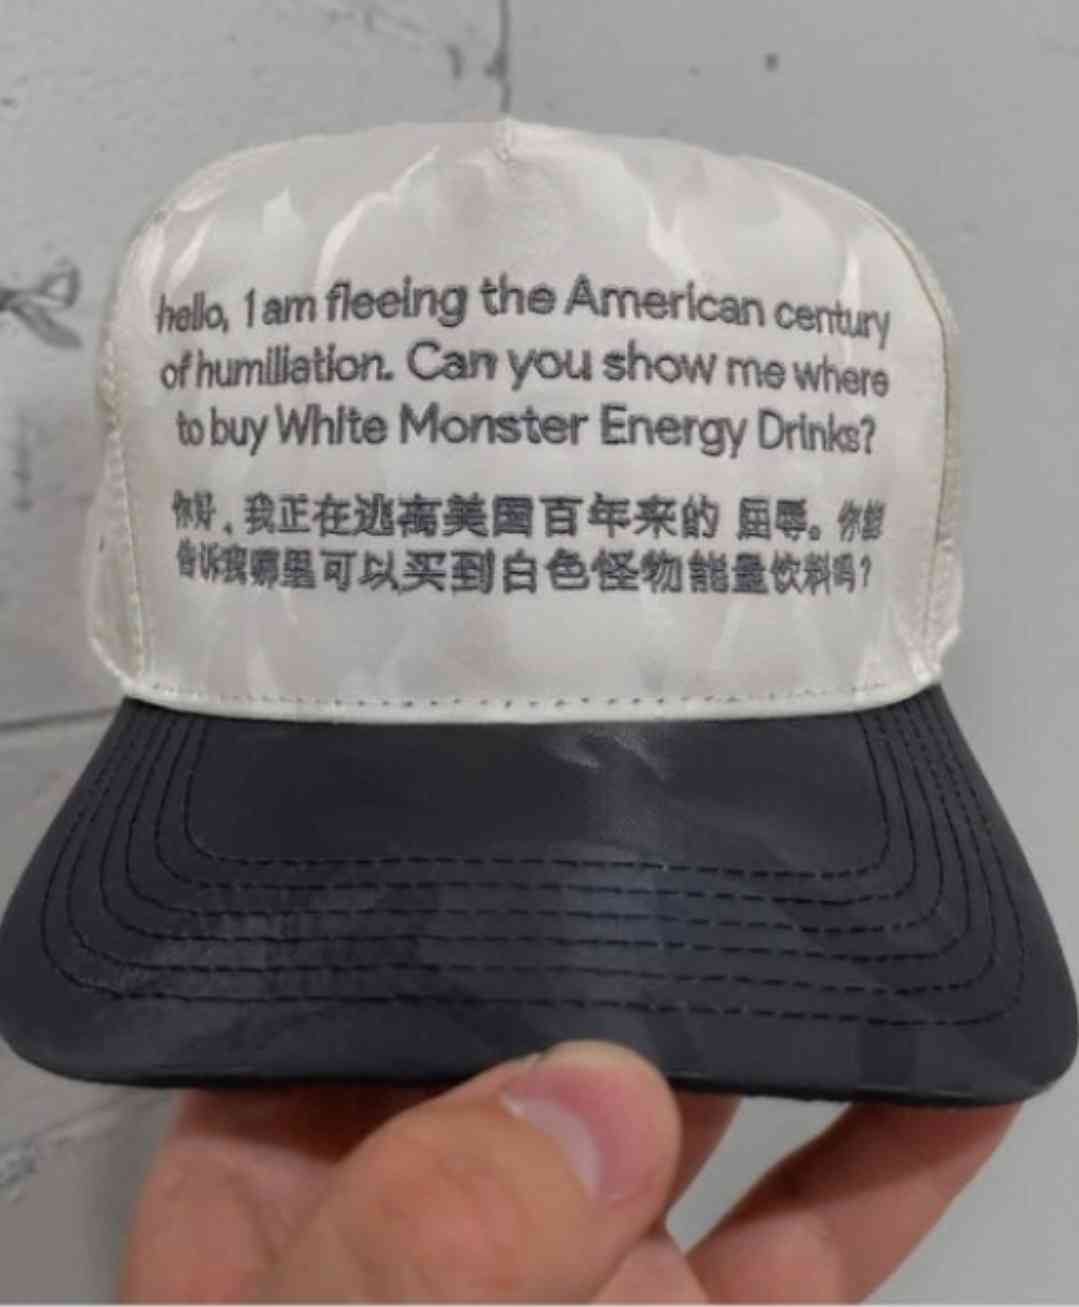 hello, I am fleeing the American century
of humiliation. Can you show me where
to buy White Monster Energy Drinks?
你好，我正在逃离美国百年来的 屈辱。你能
告诉我哪里可以买到白色怪物能量饮料吗？